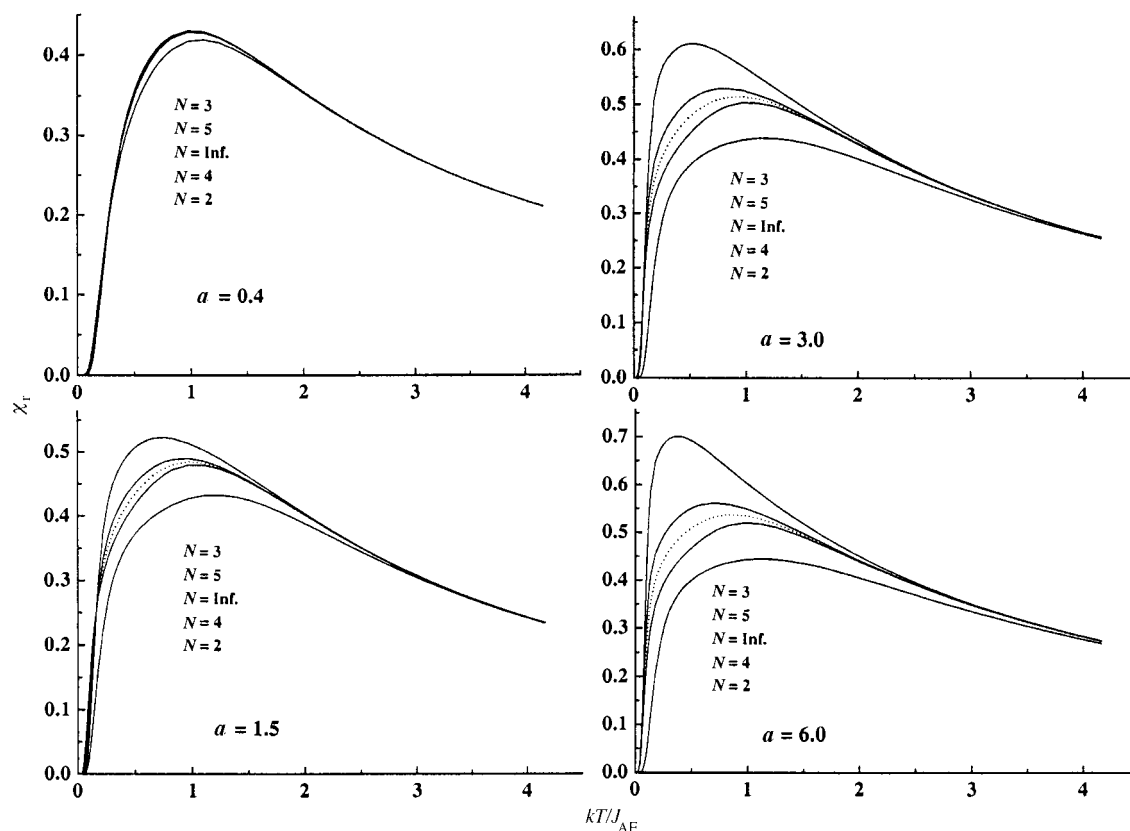 0.4
0.3
0.2
0.1
0.0
N = 3
N = 5
N = Inf.
N = 4
N = 2
a = 0.4
0 1 2 3 4
0.6
0.5
0.4
0.3
0.2
0.1
0.0
N = 3
N = 5
N = Inf.
N = 4
N = 2
a = 3.0
0 1 2 3 4
χr
0.5
0.4
0.3
0.2
0.1
0.0
N = 3
N = 5
N = Inf.
N = 4
N = 2
a = 1.5
0 1 2 3 4
0.7
0.6
0.5
0.4
0.3
0.2
0.1
0.0
N = 3
N = 5
N = Inf.
N = 4
N = 2
a = 6.0
0 1 2 3 4
kT/JAF